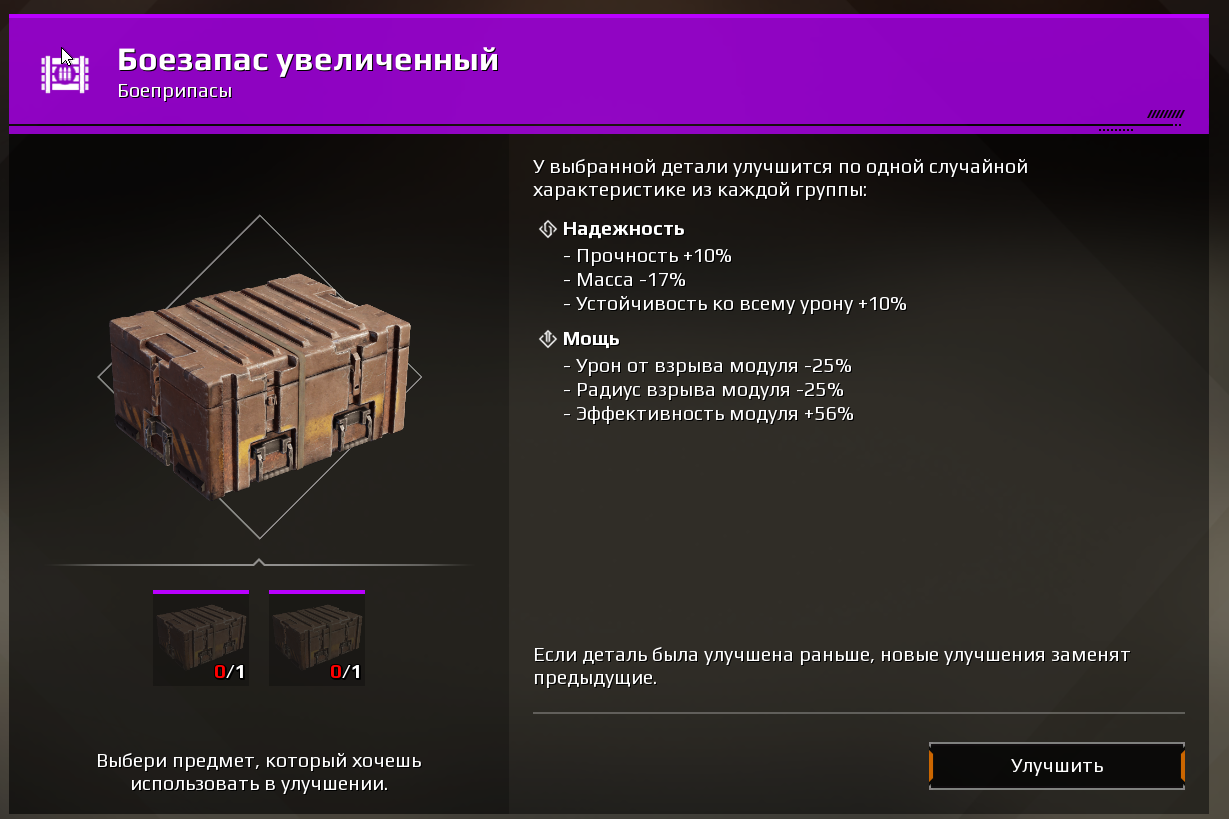 Боезапас увеличенный
Боеприпасы
У выбранной детали улучшится по одной случайной
характеристике из каждой группы:
Надежность
- Прочность +10%
- Масса -17%
- Устойчивость ко всему урону +10%
Мощь
- Урон от взрыва модуля -25%
- Радиус взрыва модуля -25%
- Эффективность модуля +56%
0/1
0/1
Если деталь была улучшена раньше, новые улучшения заменят
предыдущие.
Выбери предмет, который хочешь
использовать в улучшении.
Улучшить